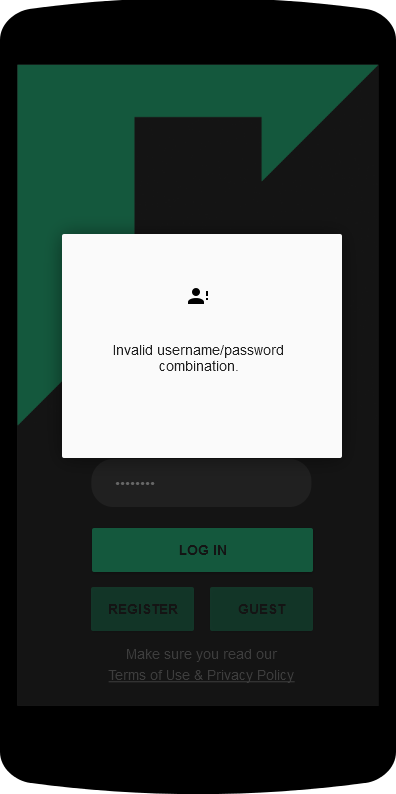 Invalid username/password
combination.
••••••••
LOG IN
REGISTER GUEST
Make sure you read our
Terms of Use & Privacy Policy